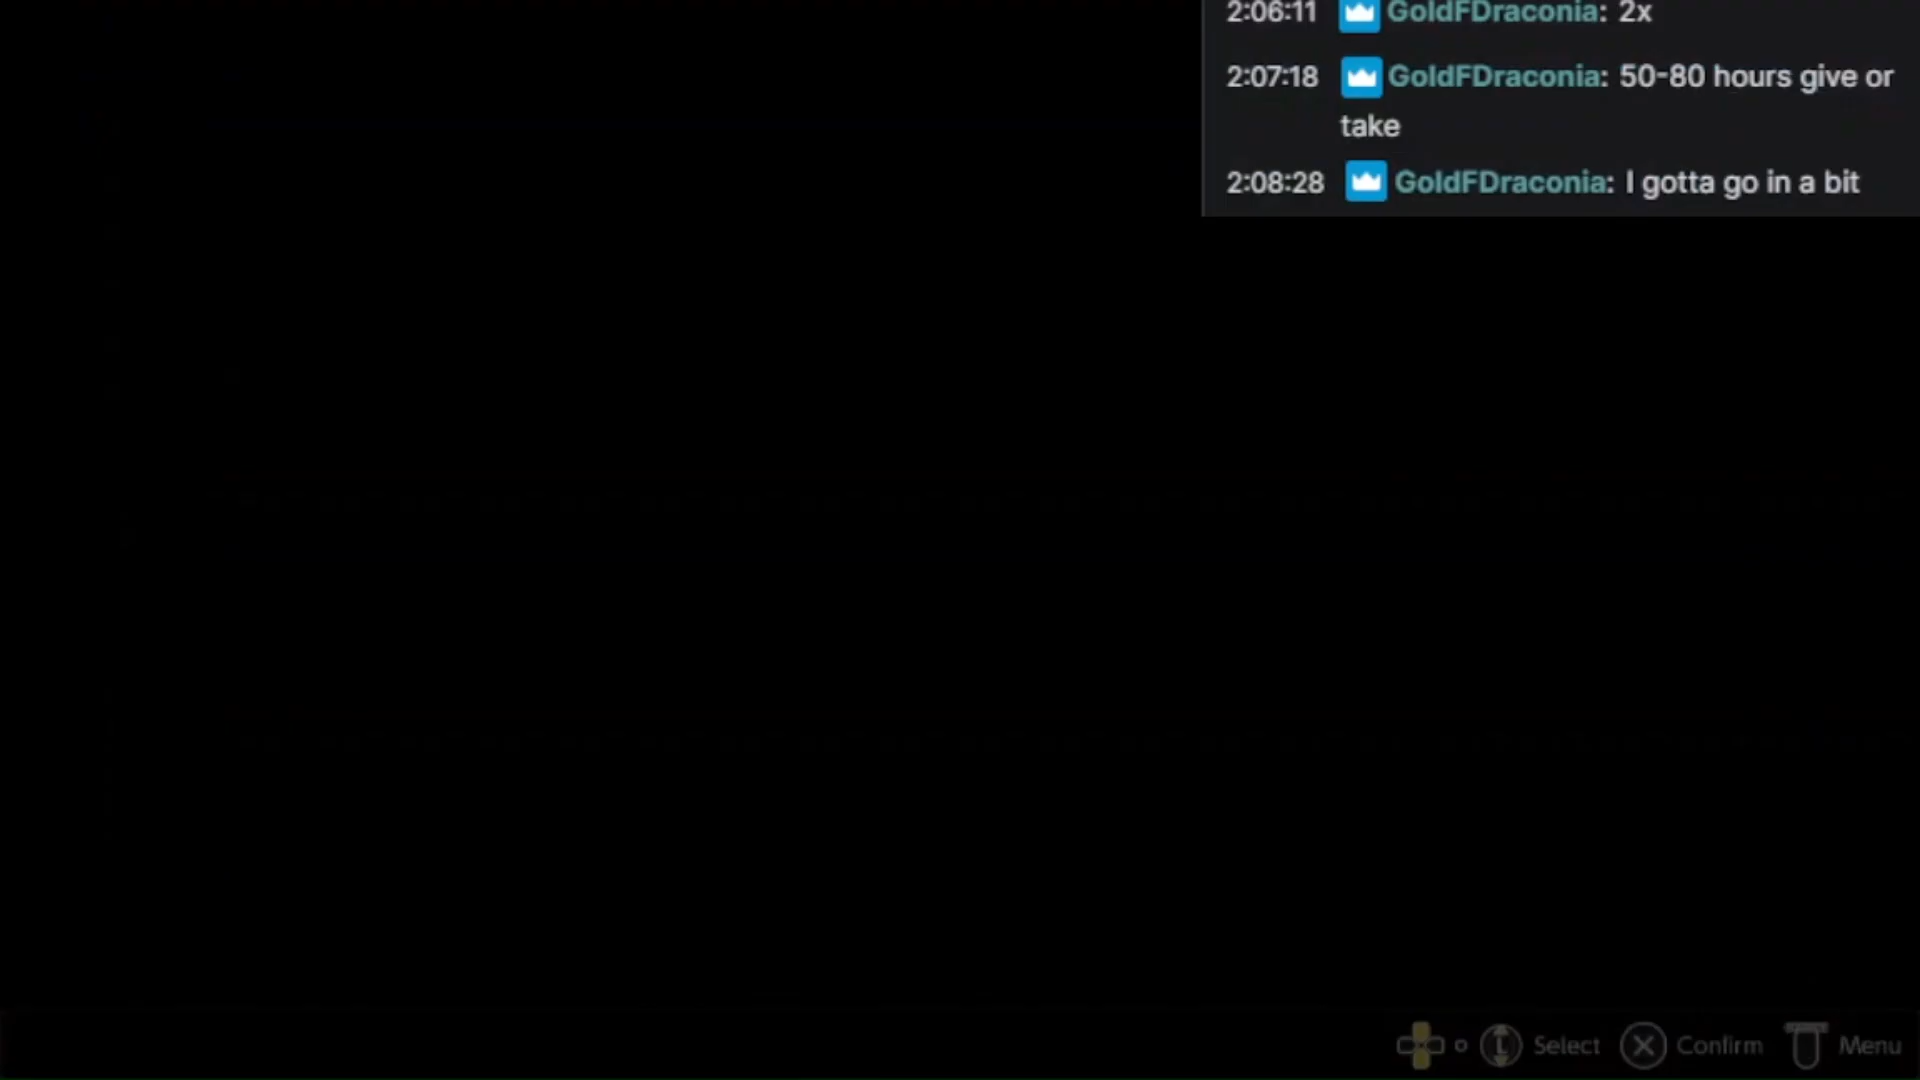 2:06:11 GoldFDraconia: 2x
2:07:18 GoldFDraconia: 50-80 hours give or
take
2:08:28 GoldFDraconia: I gotta go in a bit
o L Select X Confirm Menu